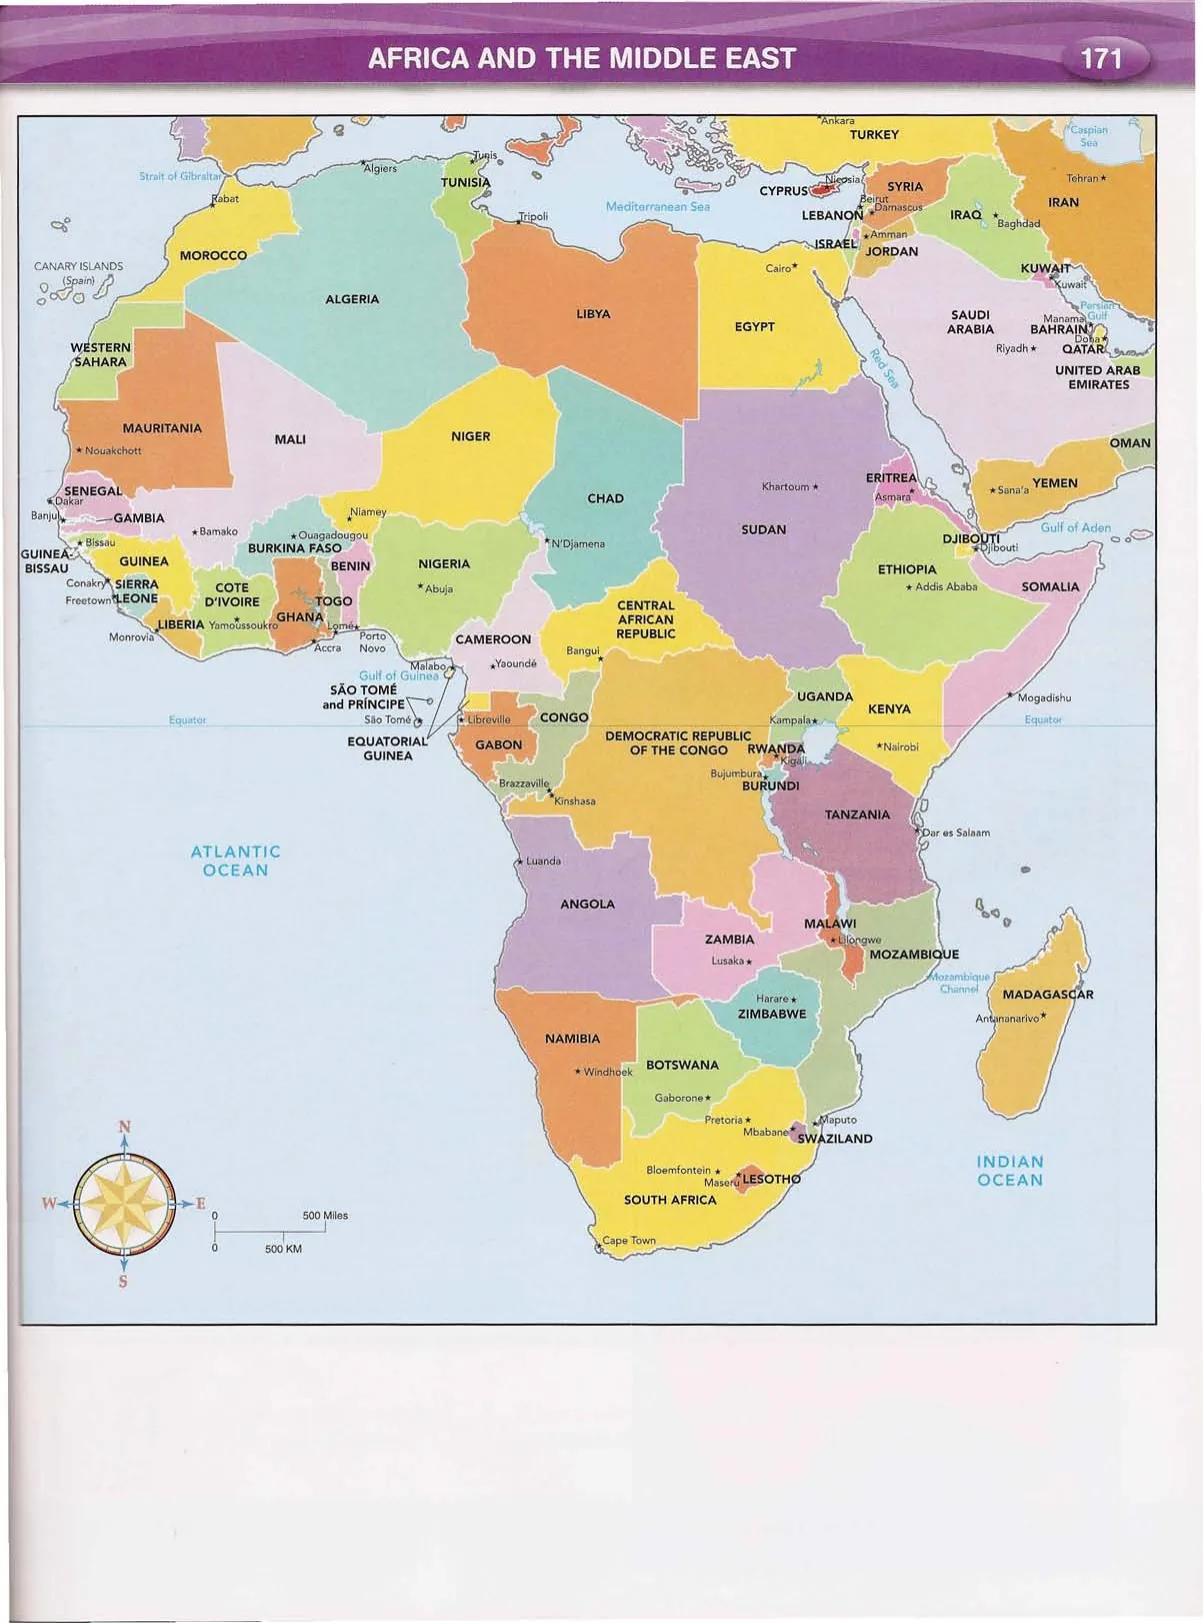 AFRICA AND THE MIDDLE EAST
171
Ankara
TURKEY
Caspian
Sea
Strait of Gibraltar
Algiers
Tunis
TUNISIA
Nicosia
CYPRUS
SYRIA
Tehran
IRAN
Rabat
Tripoli
Mediterranean Sea
Beirut
Damascus
LEBANON
IRAQ
Baghdad
Amman
ISRAEL
JORDAN
MOROCCO
CANARY ISLANDS
(Spain)
Cairo
KUWAIT
Kuwait
ALGERIA
LIBYA
EGYPT
SAUDI
ARABIA
Persian
Gulf
Manama
BAHRAIN
Doha
QATAR
Riyadh
UNITED ARAB
EMIRATES
WESTERN
SAHARA
Red Sea
MAURITANIA
Nouakchott
MALI
NIGER
OMAN
SENEGAL
Dakar
Banjul
GAMBIA
CHAD
Khartoum
ERITREA
Asmara
Sana'a
YEMEN
Niamey
Bamako
Ouagadougou
BURKINA FASO
N'Djamena
SUDAN
Gulf of Aden
DJIBOUTI
Djibouti
Bissau
GUINEA-
BISSAU
GUINEA
BENIN
NIGERIA
Abuja
ETHIOPIA
Addis Ababa
SOMALIA
Conakry
SIERRA
LEONE
Freetown
COTE
D'IVOIRE
TOGO
GHANA
CENTRAL
AFRICAN
REPUBLIC
LIBERIA
Yamoussoukro
Lomé
Monrovia
Accra
Porto
Novo
CAMEROON
Bangui
Malabo
Yaoundé
Gulf of Guinea
SÃO TOMÉ
and PRÍNCIPE
São Tomé
UGANDA
KENYA
Mogadishu
Equator
Libreville
CONGO
Kampala
Equator
EQUATORIAL
GUINEA
GABON
DEMOCRATIC REPUBLIC
OF THE CONGO
RWANDA
Kigali
Nairobi
Brazzaville
Kinshasa
Bujumbura
BURUNDI
TANZANIA
Dar es Salaam
ATLANTIC
OCEAN
Luanda
ANGOLA
MALAWI
ZAMBIA
Lilongwe
MOZAMBIQUE
Lusaka
Mozambique
Channel
Harare
ZIMBABWE
MADAGASCAR
Antananarivo
NAMIBIA
BOTSWANA
Windhoek
Gaborone
Pretoria
Maputo
Mbabane
SWAZILAND
Bloemfontein
Maseru
LESOTHO
SOUTH AFRICA
INDIAN
OCEAN
Cape Town
N
W
E
S
0
500 Miles
0
500 KM